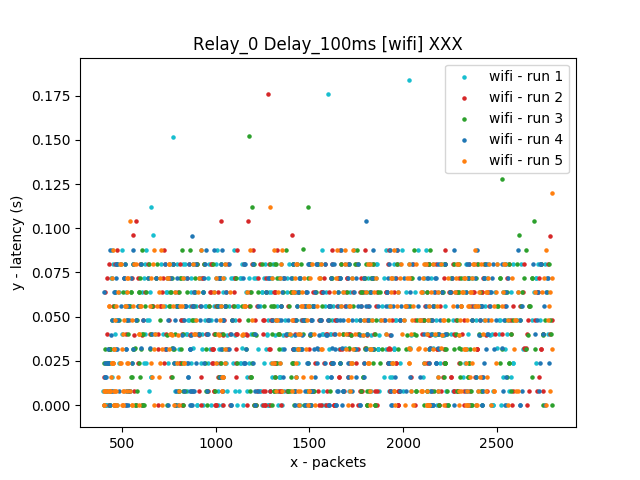 Relay_0 Delay_100ms [wifi] XXX
wifi - run 1
wifi - run 2
wifi - run 3
wifi - run 4
wifi - run 5
y - latency (s)
0.175
0.150
0.125
0.100
0.075
0.050
0.025
0.000
500 1000 1500 2000 2500
x - packets